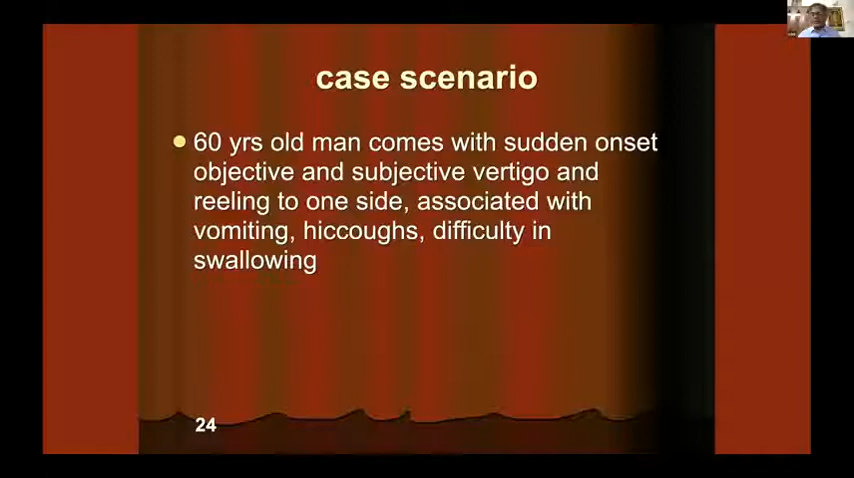 case scenario
60 yrs old man comes with sudden onset
objective and subjective vertigo and
reeling to one side, associated with
vomiting, hiccoughs, difficulty in
swallowing
24